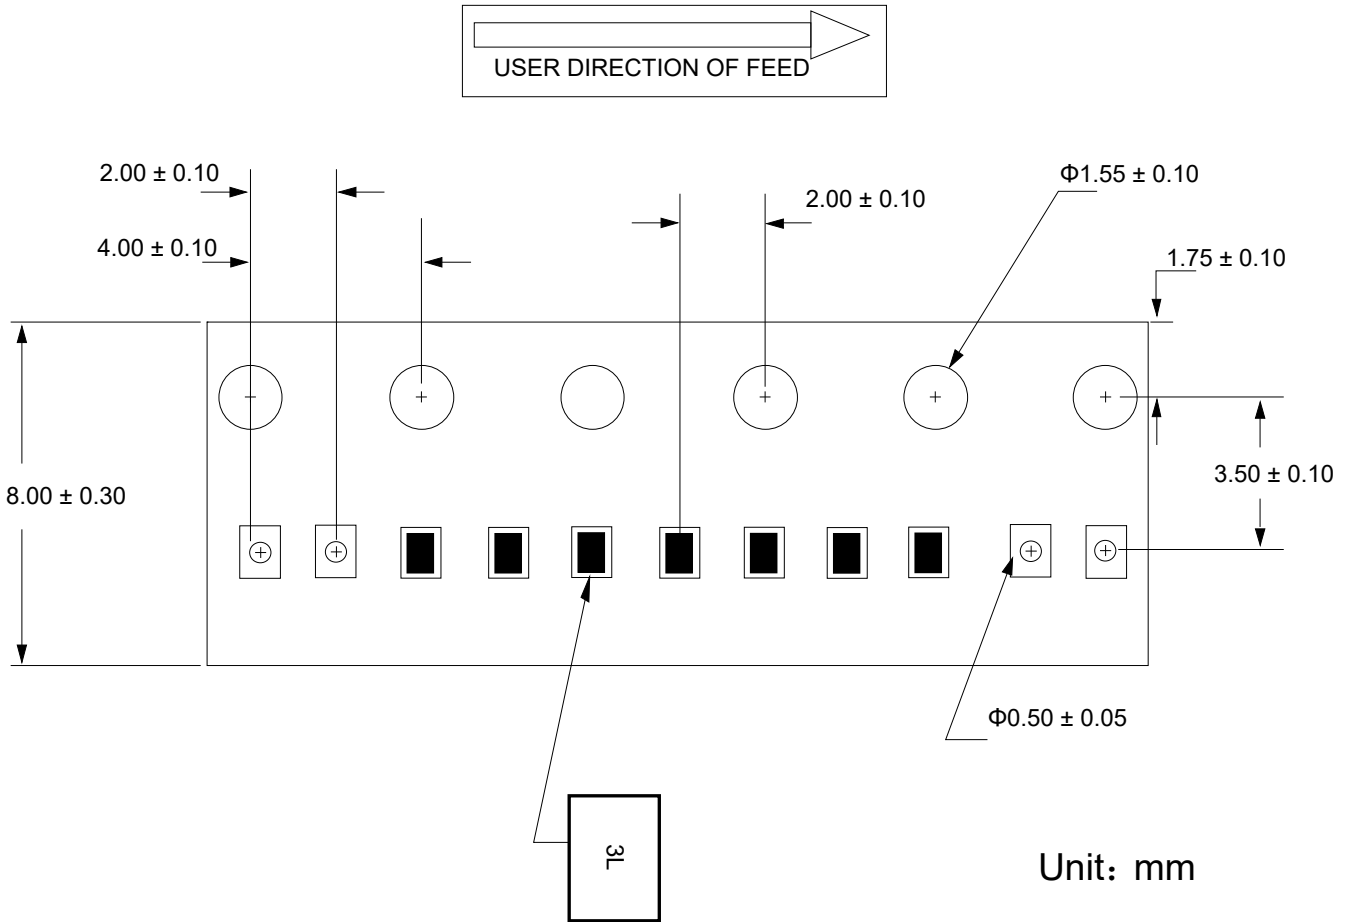 USER DIRECTION OF FEED
2.00 ± 0.10
Φ1.55 ± 0.10
2.00 ± 0.10
4.00 ± 0.10
1.75 ± 0.10
3.50 ± 0.10
8.00 ± 0.30
Φ0.50 ± 0.05
3L
Unit：mm